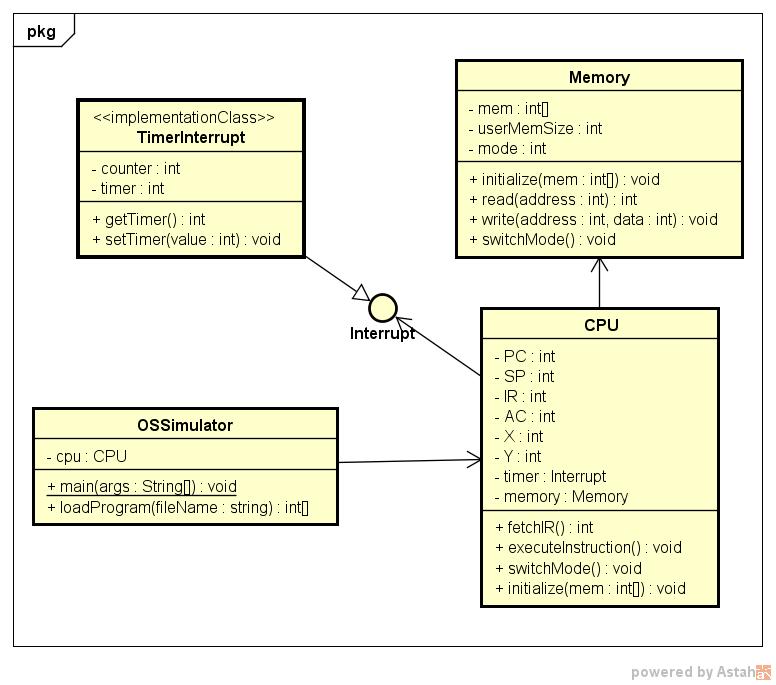 pkg
<<implementationClass>>
TimerInterrupt
- counter : int
- timer : int
+ getTimer() : int
+ setTimer(value : int) : void
Memory
- mem : int[]
- userMemSize : int
- mode : int
+ initialize(mem : int[]) : void
+ read(address : int) : int
+ write(address : int, data : int) : void
+ switchMode() : void
Interrupt
CPU
- PC : int
- SP : int
- IR : int
- AC : int
- X : int
- Y : int
- timer : Interrupt
- memory : Memory
+ fetchIR() : int
+ executeInstruction() : void
+ switchMode() : void
+ initialize(mem : int[]) : void
OSSimulator
- cpu : CPU
+ main(args : String[]) : void
+ loadProgram(fileName : string) : int[]
powered by Astah